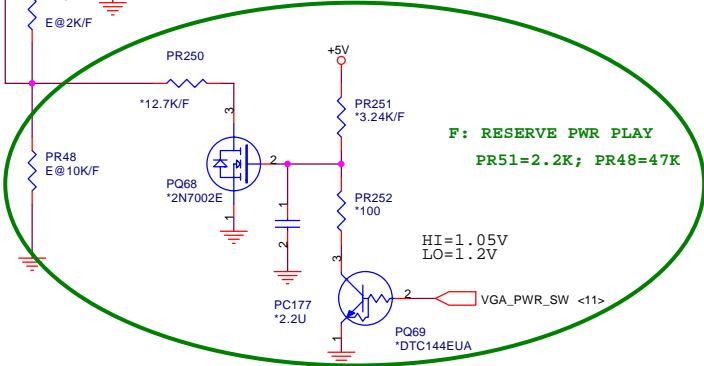 E@2K/F
PR250
*12.7K/F
3
+5V
PR251
*3.24K/F
F: RESERVE PWR PLAY
PR51=2.2K; PR48=47K
PR48
E@10K/F
2
PQ68
*2N7002E
1
1
2
PR252
*100
HI=1.05V
LO=1.2V
3
PC177
*2.2U
2
VGA_PWR_SW <11>
1
PQ69
*DTC144EUA